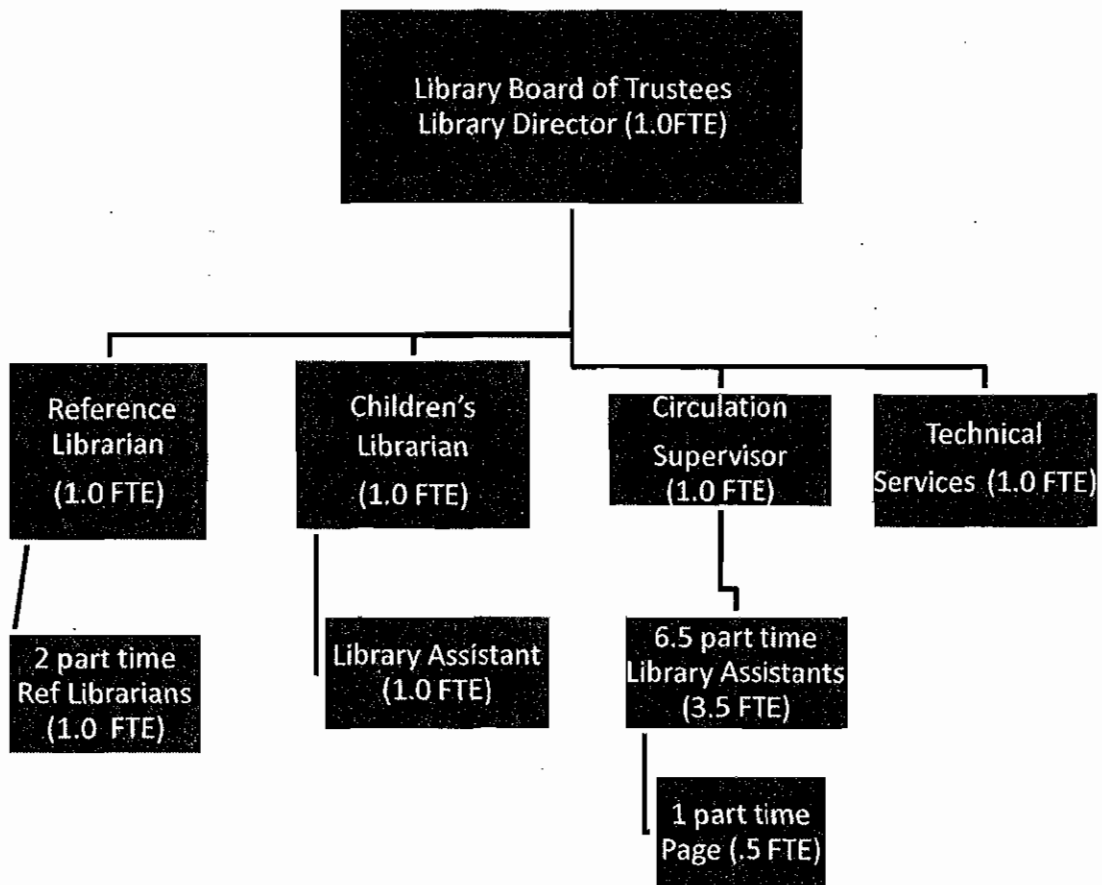 Library Board of Trustees
Library Director (1.0FTE)
Reference
Librarian
(1.0 FTE)
Children's
Librarian
(1.0 FTE)
Circulation
Supervisor
(1.0 FTE)
Technical
Services (1.0 FTE)
2 part time
Ref Librarians
(1.0 FTE)
Library Assistant
(1.0 FTE)
6.5 part time
Library Assistants
(3.5 FTE)
1 part time
Page (.5 FTE)